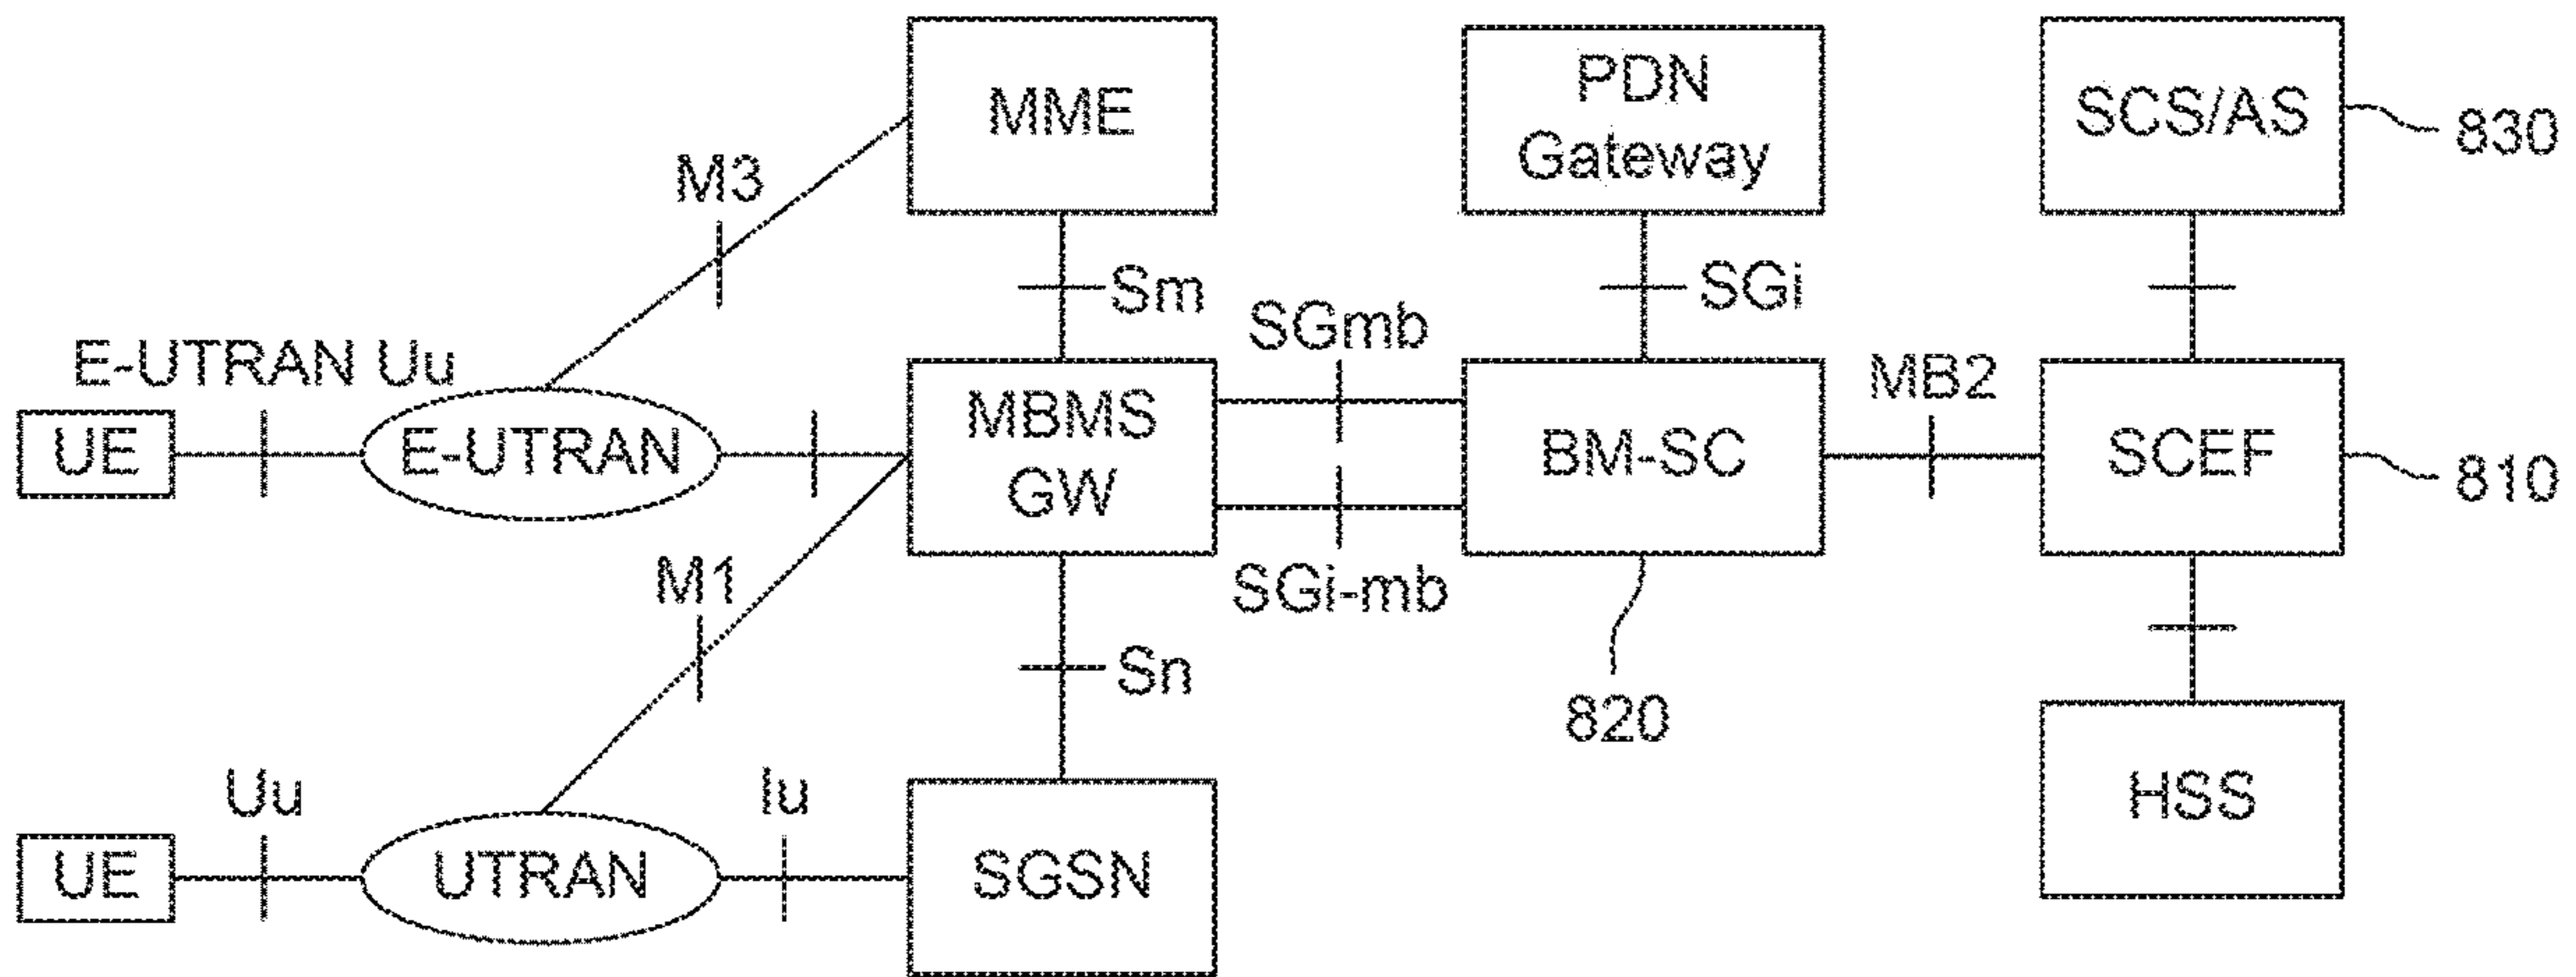 MME
PDN
Gateway
SCS/AS
830
M3
Sm
SGi
E-UTRAN Uu
SGmb
MB2
UE
E-UTRAN
MBMS
GW
BM-SC
SCEF
810
M1
SGi-mb
Sn
820
Uu
Iu
HSS
UE
UTRAN
SGSN